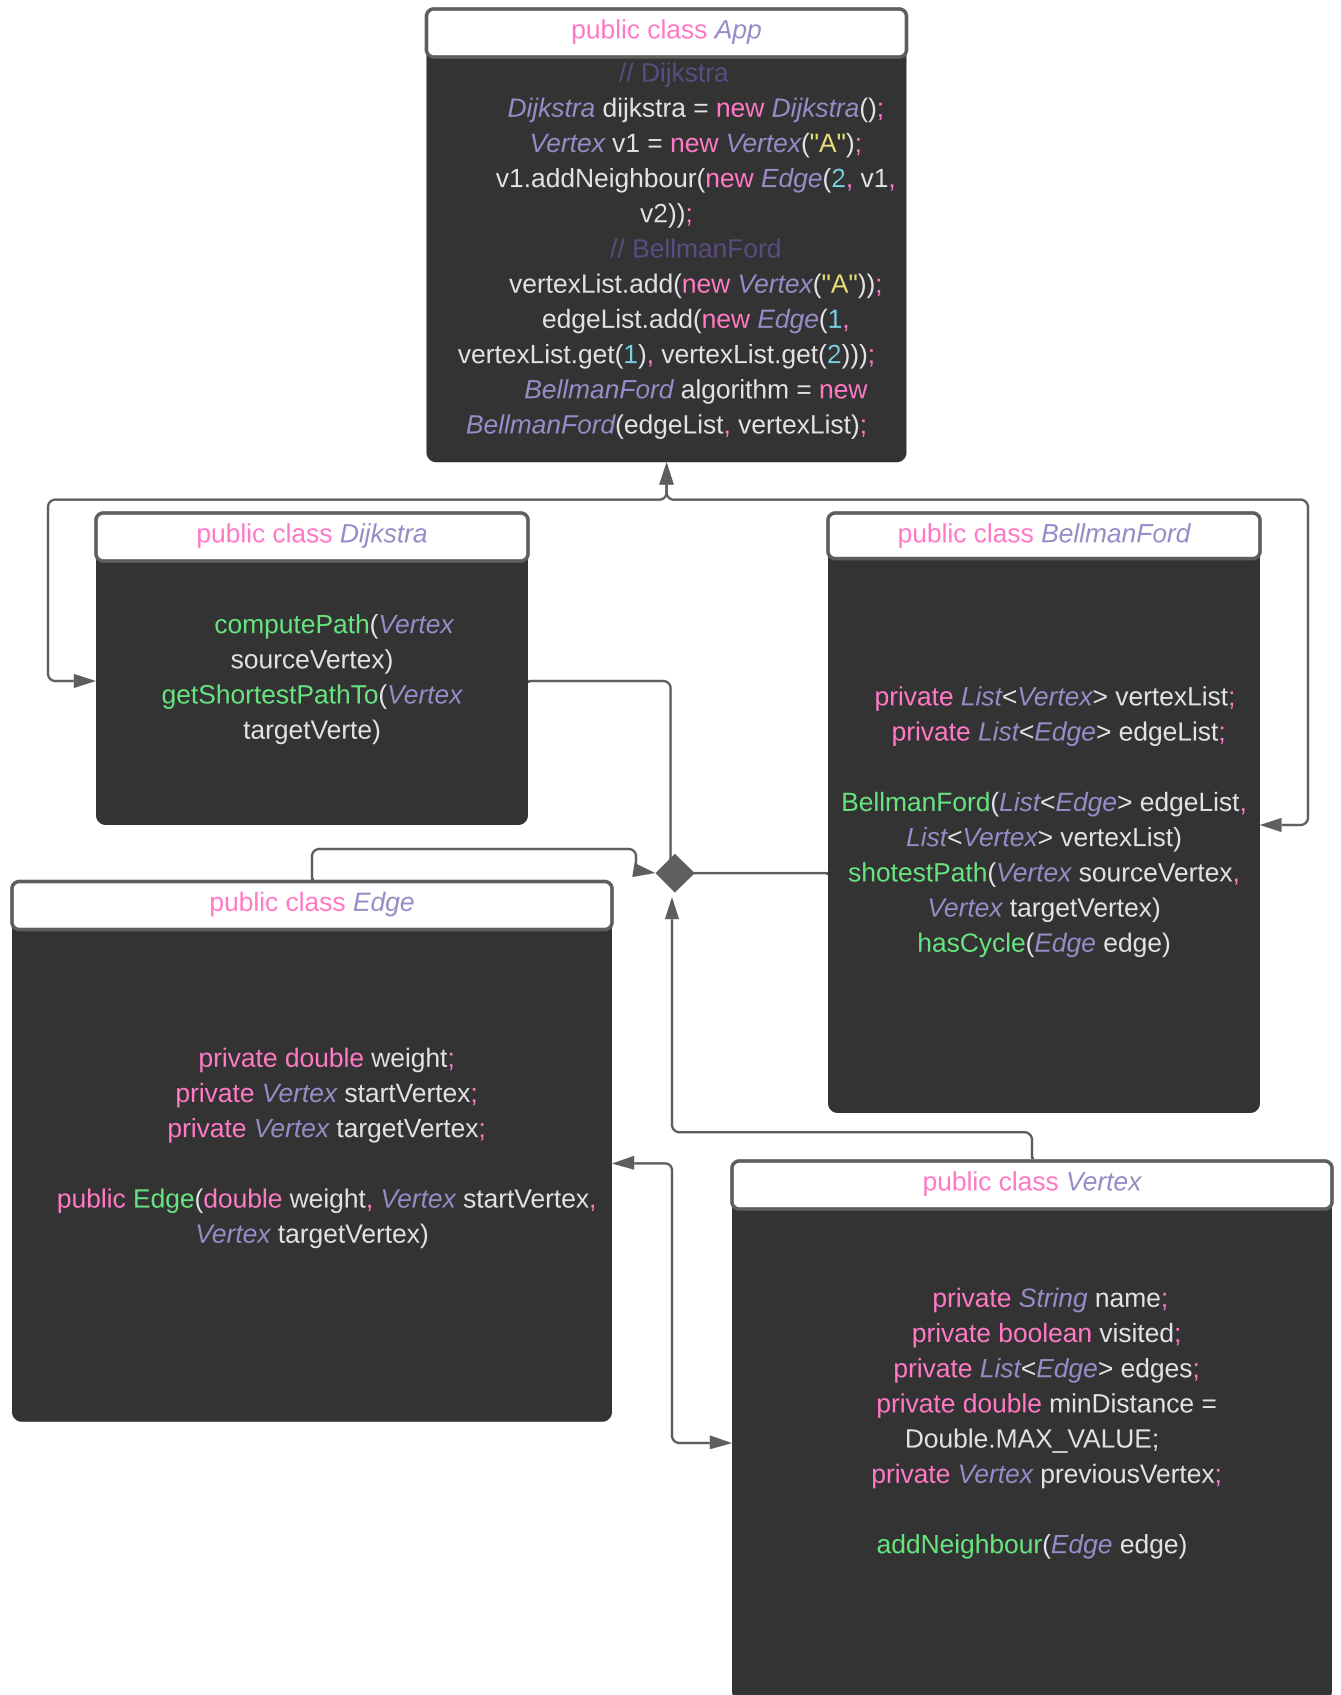 public class App
// Dijkstra
Dijkstra dijkstra = new Dijkstra();
Vertex v1 = new Vertex("A");
v1.addNeighbour(new Edge(2, v1,
v2));
// BellmanFord
vertexList.add(new Vertex("A"));
edgeList.add(new Edge(1,
vertexList.get(1), vertexList.get(2)));
BellmanFord algorithm = new
BellmanFord(edgeList, vertexList);
public class Dijkstra
computePath(Vertex
sourceVertex)
getShortestPathTo(Vertex
targetVerte)
public class BellmanFord
private List<Vertex> vertexList;
private List<Edge> edgeList;
BellmanFord(List<Edge> edgeList,
List<Vertex> vertexList)
shotestPath(Vertex sourceVertex,
Vertex targetVertex)
hasCycle(Edge edge)
public class Edge
private double weight;
private Vertex startVertex;
private Vertex targetVertex;
public Edge(double weight, Vertex startVertex,
Vertex targetVertex)
public class Vertex
private String name;
private boolean visited;
private List<Edge> edges;
private double minDistance =
Double.MAX_VALUE;
private Vertex previousVertex;
addNeighbour(Edge edge)